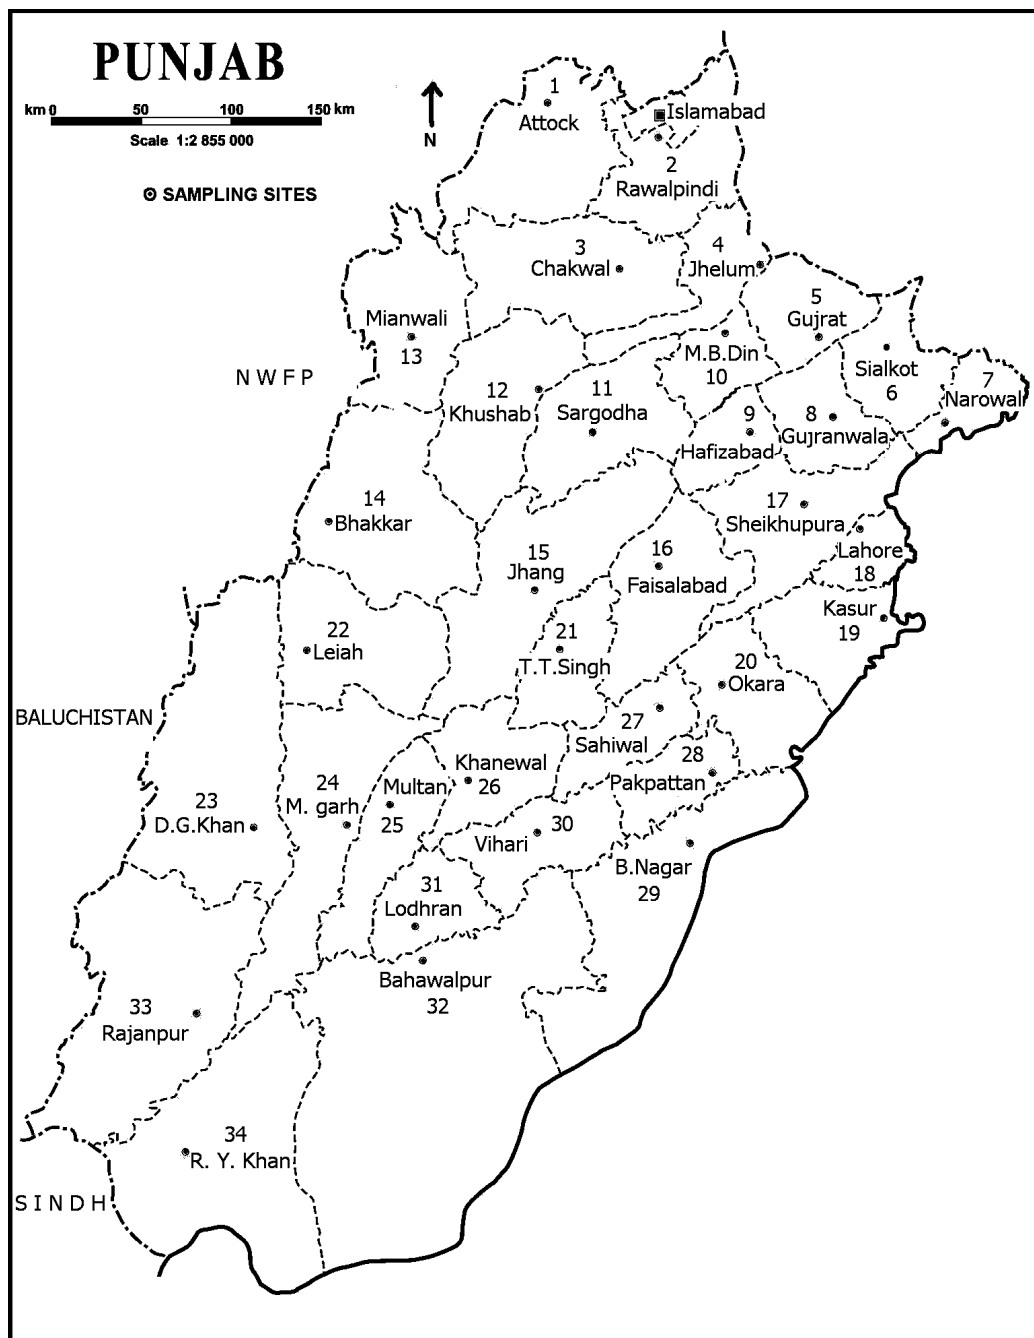 PUNJAB
km 0 50 100 150 km
Scale 1:2 855 000
N
SAMPLING SITES
1
Attock
Islamabad
2
Rawalpindi
3
Chakwal
4
Jhelum
5
Gujrat
Mianwali
13
NWFP
M.B.Din
10
Sialkot
6
7
Narowal
12
Khushab
11
Sargodha
9
Hafizabad
8
Gujranwala
14
Bhakkar
17
Sheikhupura
15
Jhang
16
Faisalabad
Lahore
18
Kasur
19
22
Leiah
21
T.T.Singh
20
Okara
BALUCHISTAN
27
Sahiwal
28
Pakpattan
Khanewal
26
24
M. garh
Multan
25
23
D.G.Khan
30
Vihari
B.Nagar
29
31
Lodhran
Bahawalpur
32
33
Rajanpur
34
R. Y. Khan
SINDH